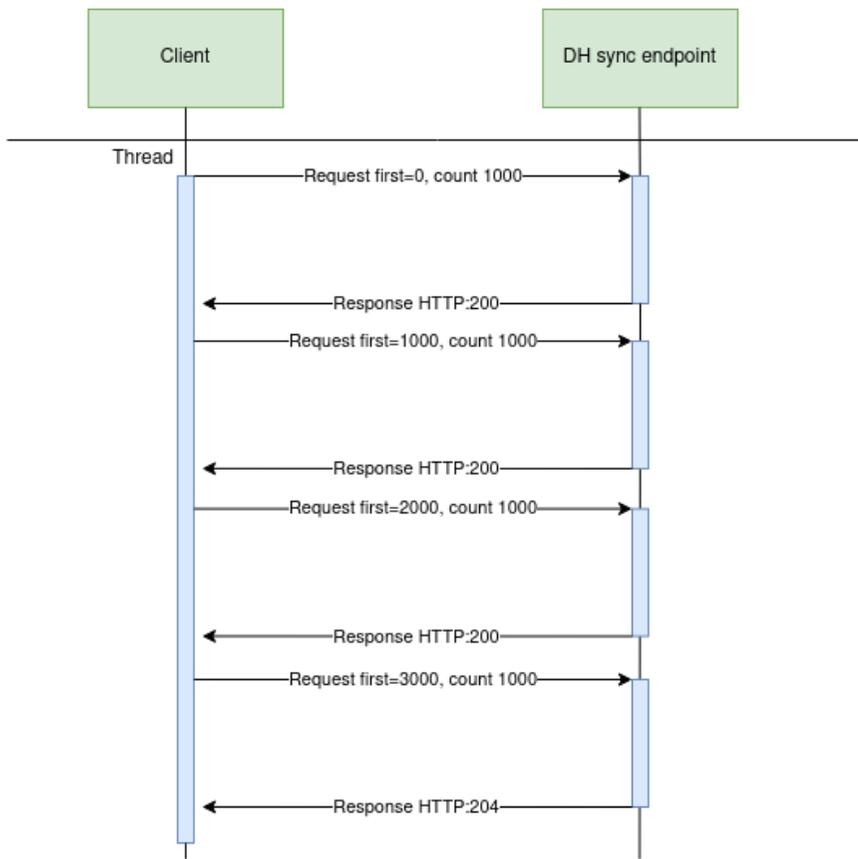 Client
DH sync endpoint
Thread
Request first=0, count 1000
Response HTTP:200
Request first=1000, count 1000
Response HTTP:200
Request first=2000, count 1000
Response HTTP:200
Request first=3000, count 1000
Response HTTP:204